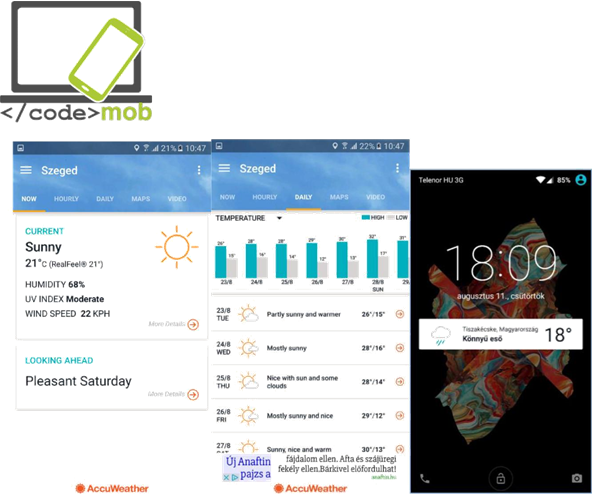 </code>mob
21% 10:47
Szeged
NOW HOURLY DAILY MAPS VIDEO
CURRENT
Sunny
21°C (RealFeel® 21°)
HUMIDITY 68%
UV INDEX Moderate
WIND SPEED 22 KPH
More Details
LOOKING AHEAD
Pleasant Saturday
More Details
AccuWeather
22% 10:47
Szeged
NOW HOURLY DAILY MAPS VIDEO
TEMPERATURE HIGH LOW
26° 28° 28° 29° 30° 32° 31°
15° 16° 14° 12° 13° 17°
23/8 24/8 25/8 26/8 27/8 28/8 29/
SUN
23/8
TUE Partly sunny and warmer 26°/15°
24/8
WED Mostly sunny 28°/16°
25/8
THU Nice with sun and some
clouds 28°/14°
26/8
FRI Mostly sunny and nice 29°/12°
27/8
SAT Sunny, nice and warm 30°/13°
Új Anaftin
pajzs a
fájdalom ellen. Afta és szájüregi
fekély ellen.Bárkivel előfordulhat!
anaftin.hu
AccuWeather
Telenor HU 3G 85%
18:09
augusztus 11., csütörtök
Tiszakécske, Magyarország
Könnyű eső
18°